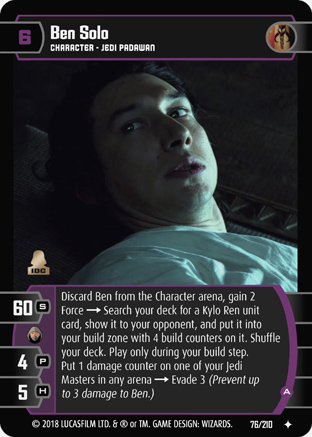 6
Ben Solo
CHARACTER • JEDI PADAWAN
IDC
60 S
4 P
5 H
Discard Ben from the Character arena, gain 2
Force → Search your deck for a Kylo Ren unit
card, show it to your opponent, and put it into
your build zone with 4 build counters on it. Shuffle
your deck. Play only during your build step.
Put 1 damage counter on one of your Jedi
Masters in any arena → Evade 3 (Prevent up
to 3 damage to Ben.)
A
© 2018 LUCASFILM LTD. & ® or TM. GAME DESIGN: WIZARDS.
76/210